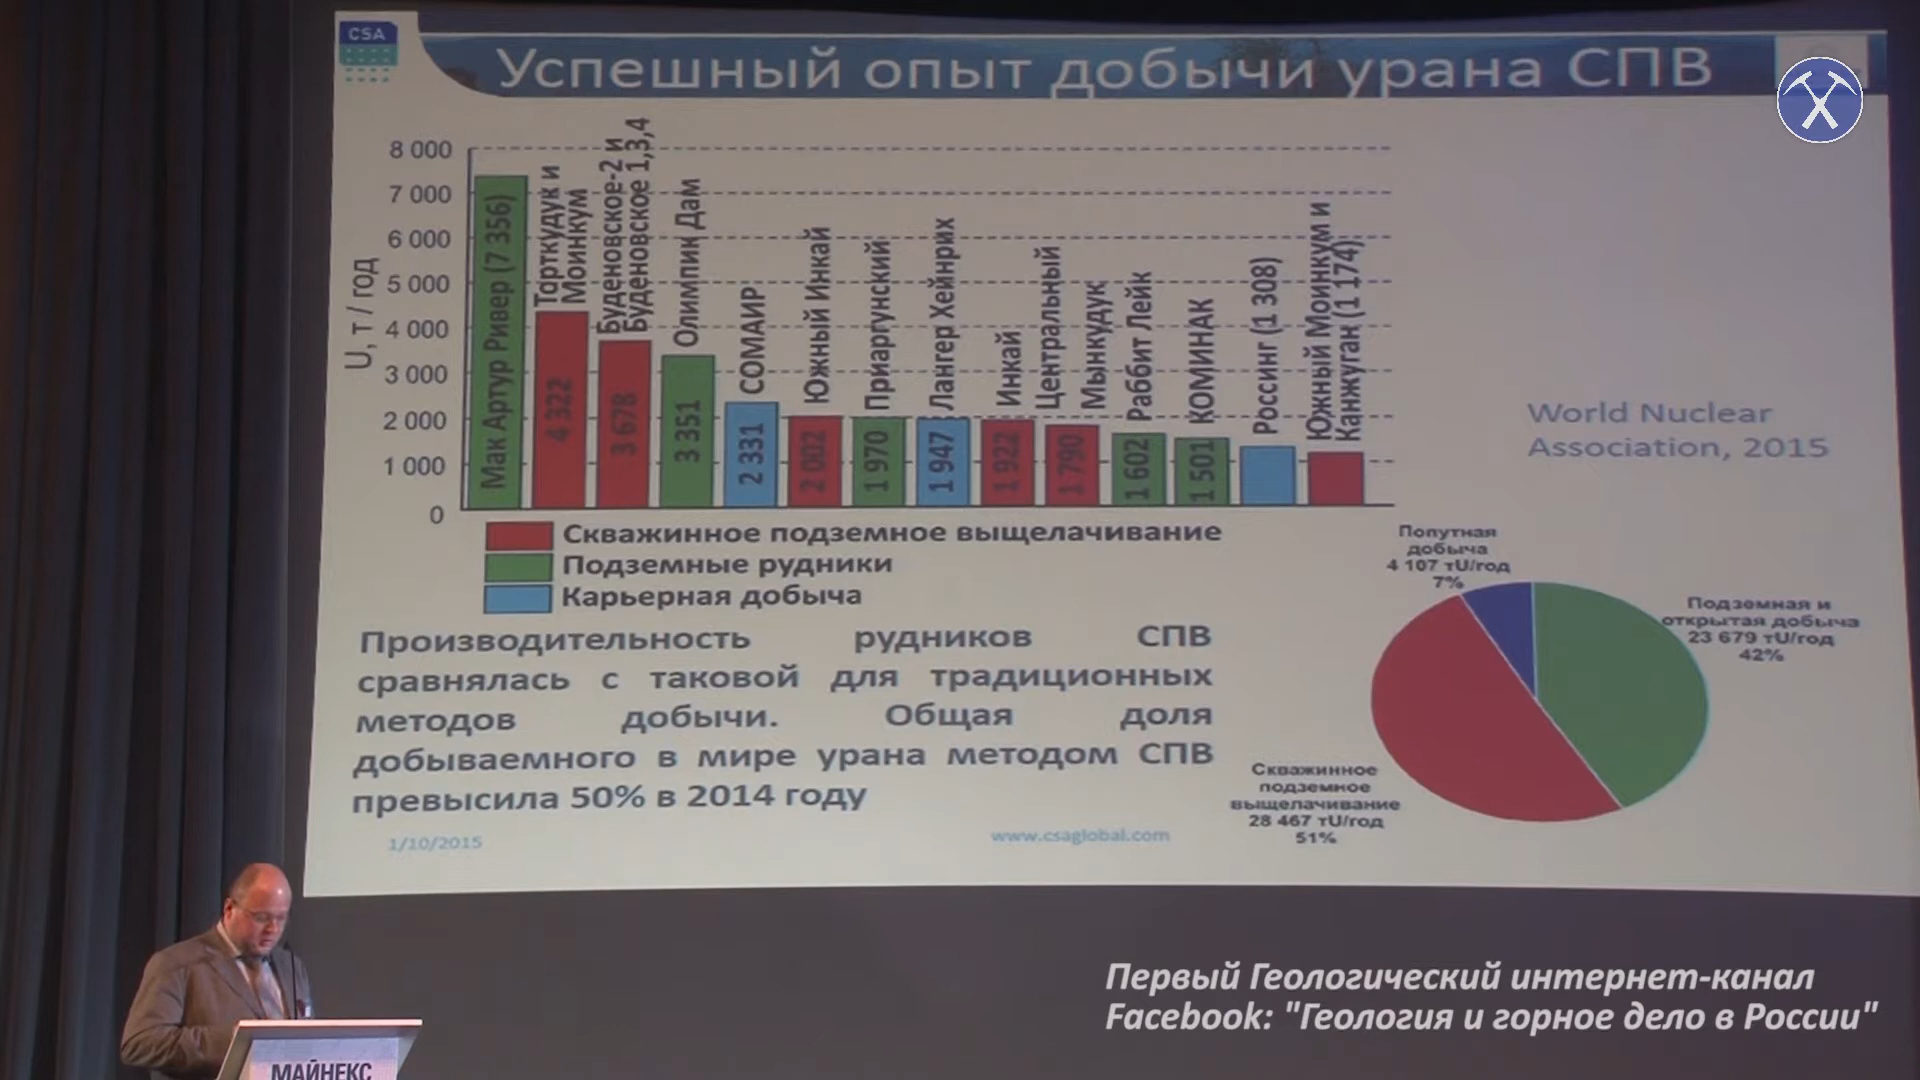 CSA
Успешный опыт добычи урана СПВ
U, т / год
8 000
7 000
6 000
5 000
4 000
3 000
2 000
1 000
0
Мак Артур Ривер (7 356)
Торткудук и
Моинкум
4 322
Буденовское-2 и
Буденовское 1,3,4
3 678
Олимпик Дам
3 351
СОМАИР
2 331
Южный Инкай
2 002
Приаргунский
1 970
Лангер Хейнрих
1 947
Инкай
1 922
Центральный
Мынкудук
1 790
Раббит Лейк
1 602
КОМИНАК
1 501
Россинг (1 308)
Южный Моинкум и
Канжуган (1 174)
World Nuclear
Association, 2015
Скважинное подземное выщелачивание
Подземные рудники
Карьерная добыча
Попутная
добыча
4 107 тU/год
7%
Подземная и
открытая добыча
23 679 тU/год
42%
Скважинное
подземное
выщелачивание
28 467 тU/год
51%
Производительность рудников СПВ
сравнялась с таковой для традиционных
методов добычи. Общая доля
добываемого в мире урана методом СПВ
превысила 50% в 2014 году
1/10/2015
www.csaglobal.com
Первый Геологический интернет-канал
Facebook: "Геология и горное дело в России"
МАЙНЕКС